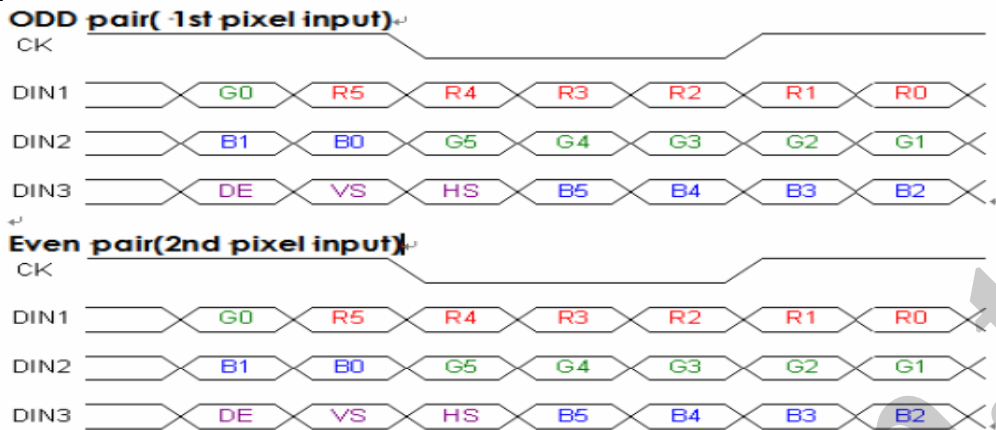 ODD pair( 1st pixel input)
CK
DIN1 G0 R5 R4 R3 R2 R1 R0
DIN2 B1 B0 G5 G4 G3 G2 G1
DIN3 DE VS HS B5 B4 B3 B2
Even pair(2nd pixel input)
CK
DIN1 G0 R5 R4 R3 R2 R1 R0
DIN2 B1 B0 G5 G4 G3 G2 G1
DIN3 DE VS HS B5 B4 B3 B2